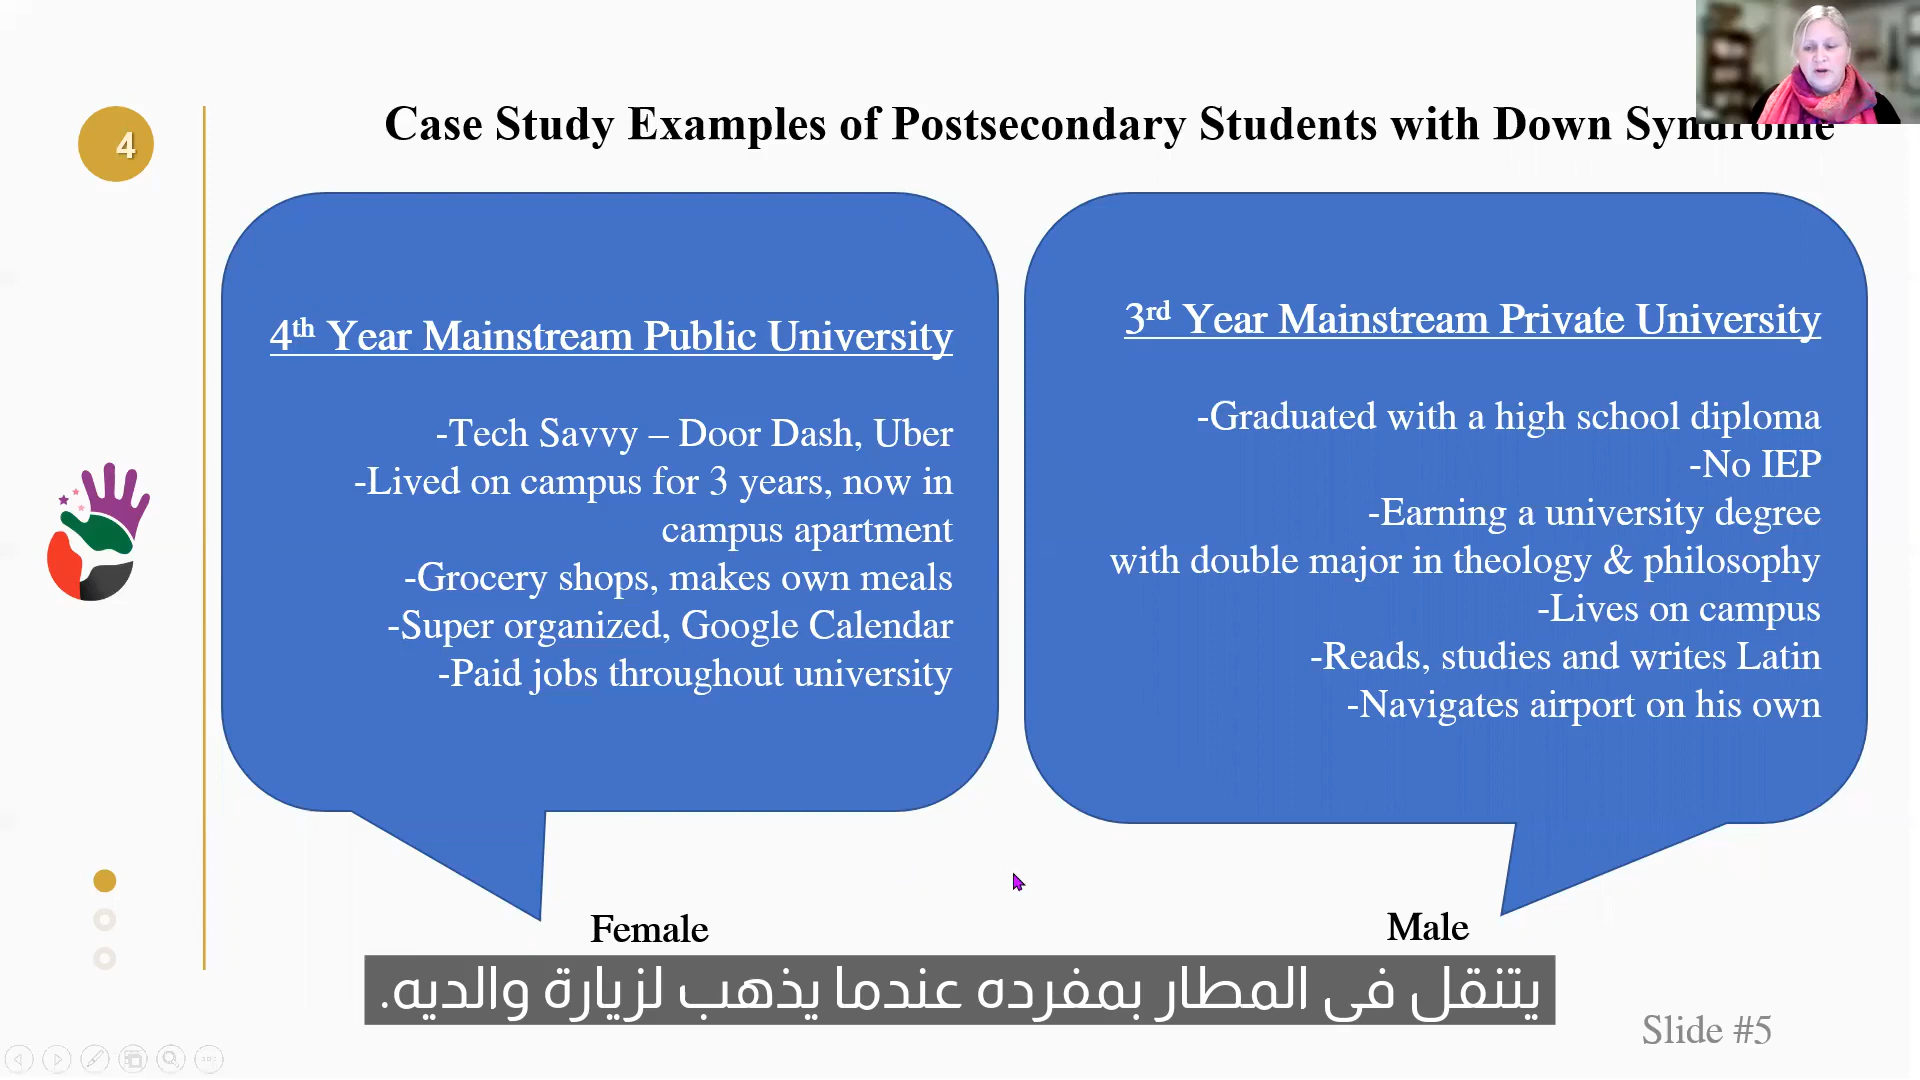 4
Case Study Examples of Postsecondary Students with Down Syndrome
4th Year Mainstream Public University
-Tech Savvy – Door Dash, Uber
-Lived on campus for 3 years, now in
campus apartment
-Grocery shops, makes own meals
-Super organized, Google Calendar
-Paid jobs throughout university
3rd Year Mainstream Private University
-Graduated with a high school diploma
-No IEP
-Earning a university degree
with double major in theology & philosophy
-Lives on campus
-Reads, studies and writes Latin
-Navigates airport on his own
Female
Male
يتنقل في المطار بمفرده عندما يذهب لزيارة والديه.
Slide #5